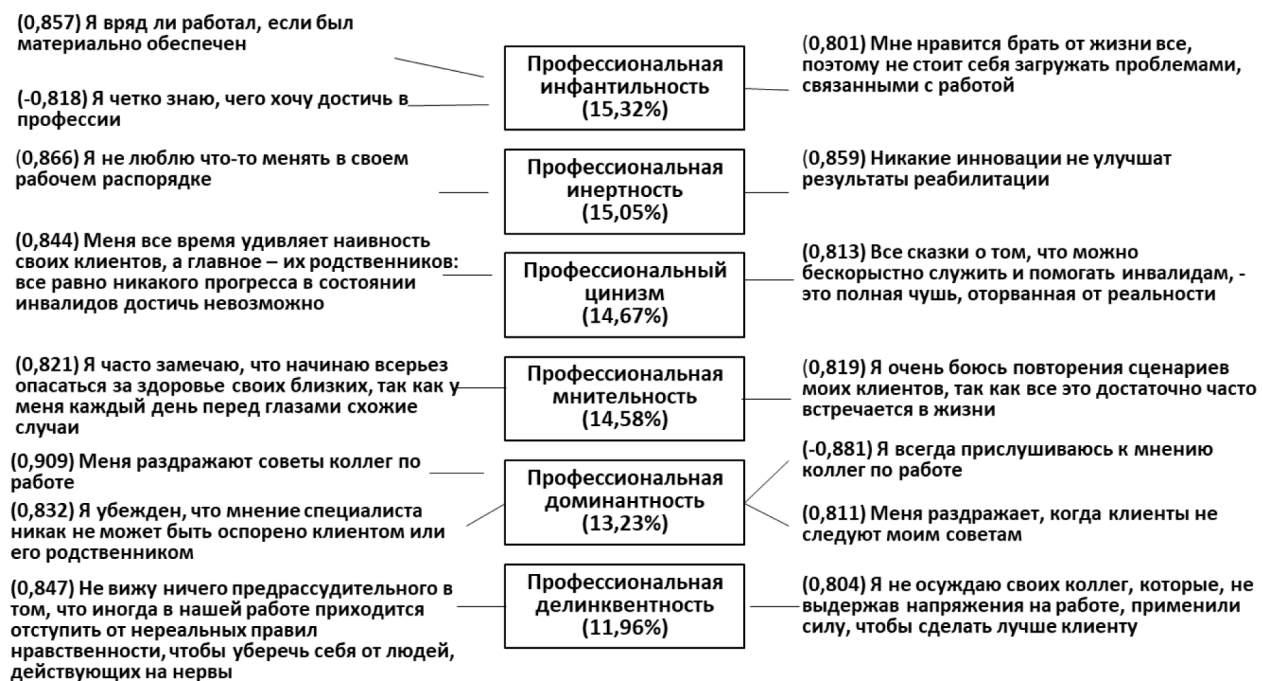 (0,857) Я вряд ли работал, если был
материально обеспечен
(-0,818) Я четко знаю, чего хочу достичь в
профессии
Профессиональная
инфантильность
(15,32%)
(0,801) Мне нравится брать от жизни все,
поэтому не стоит себя загружать проблемами,
связанными с работой
(0,866) Я не люблю что-то менять в своем
рабочем распорядке
Профессиональная
инертность
(15,05%)
(0,859) Никакие инновации не улучшат
результаты реабилитации
(0,844) Меня все время удивляет наивность
своих клиентов, а главное – их родственников:
все равно никакого прогресса в состоянии
инвалидов достичь невозможно
Профессиональный
цинизм
(14,67%)
(0,813) Все сказки о том, что можно
бескорыстно служить и помогать инвалидам, -
это полная чушь, оторванная от реальности
(0,821) Я часто замечаю, что начинаю всерьез
опасаться за здоровье своих близких, так как у
меня каждый день перед глазами схожие
случаи
Профессиональная
мнительность
(14,58%)
(0,819) Я очень боюсь повторения сценариев
моих клиентов, так как все это достаточно часто
встречается в жизни
(0,909) Меня раздражают советы коллег по
работе
(0,832) Я убежден, что мнение специалиста
никак не может быть оспорено клиентом или
его родственником
Профессиональная
доминантность
(13,23%)
(-0,881) Я всегда прислушиваюсь к мнению
коллег по работе
(0,811) Меня раздражает, когда клиенты не
следуют моим советам
(0,847) Не вижу ничего предрассудительного в
том, что иногда в нашей работе приходится
отступить от нереальных правил
нравственности, чтобы уберечь себя от людей,
действующих на нервы
Профессиональная
делинквентность
(11,96%)
(0,804) Я не осуждаю своих коллег, которые, не
выдержав напряжения на работе, применили
силу, чтобы сделать лучше клиенту